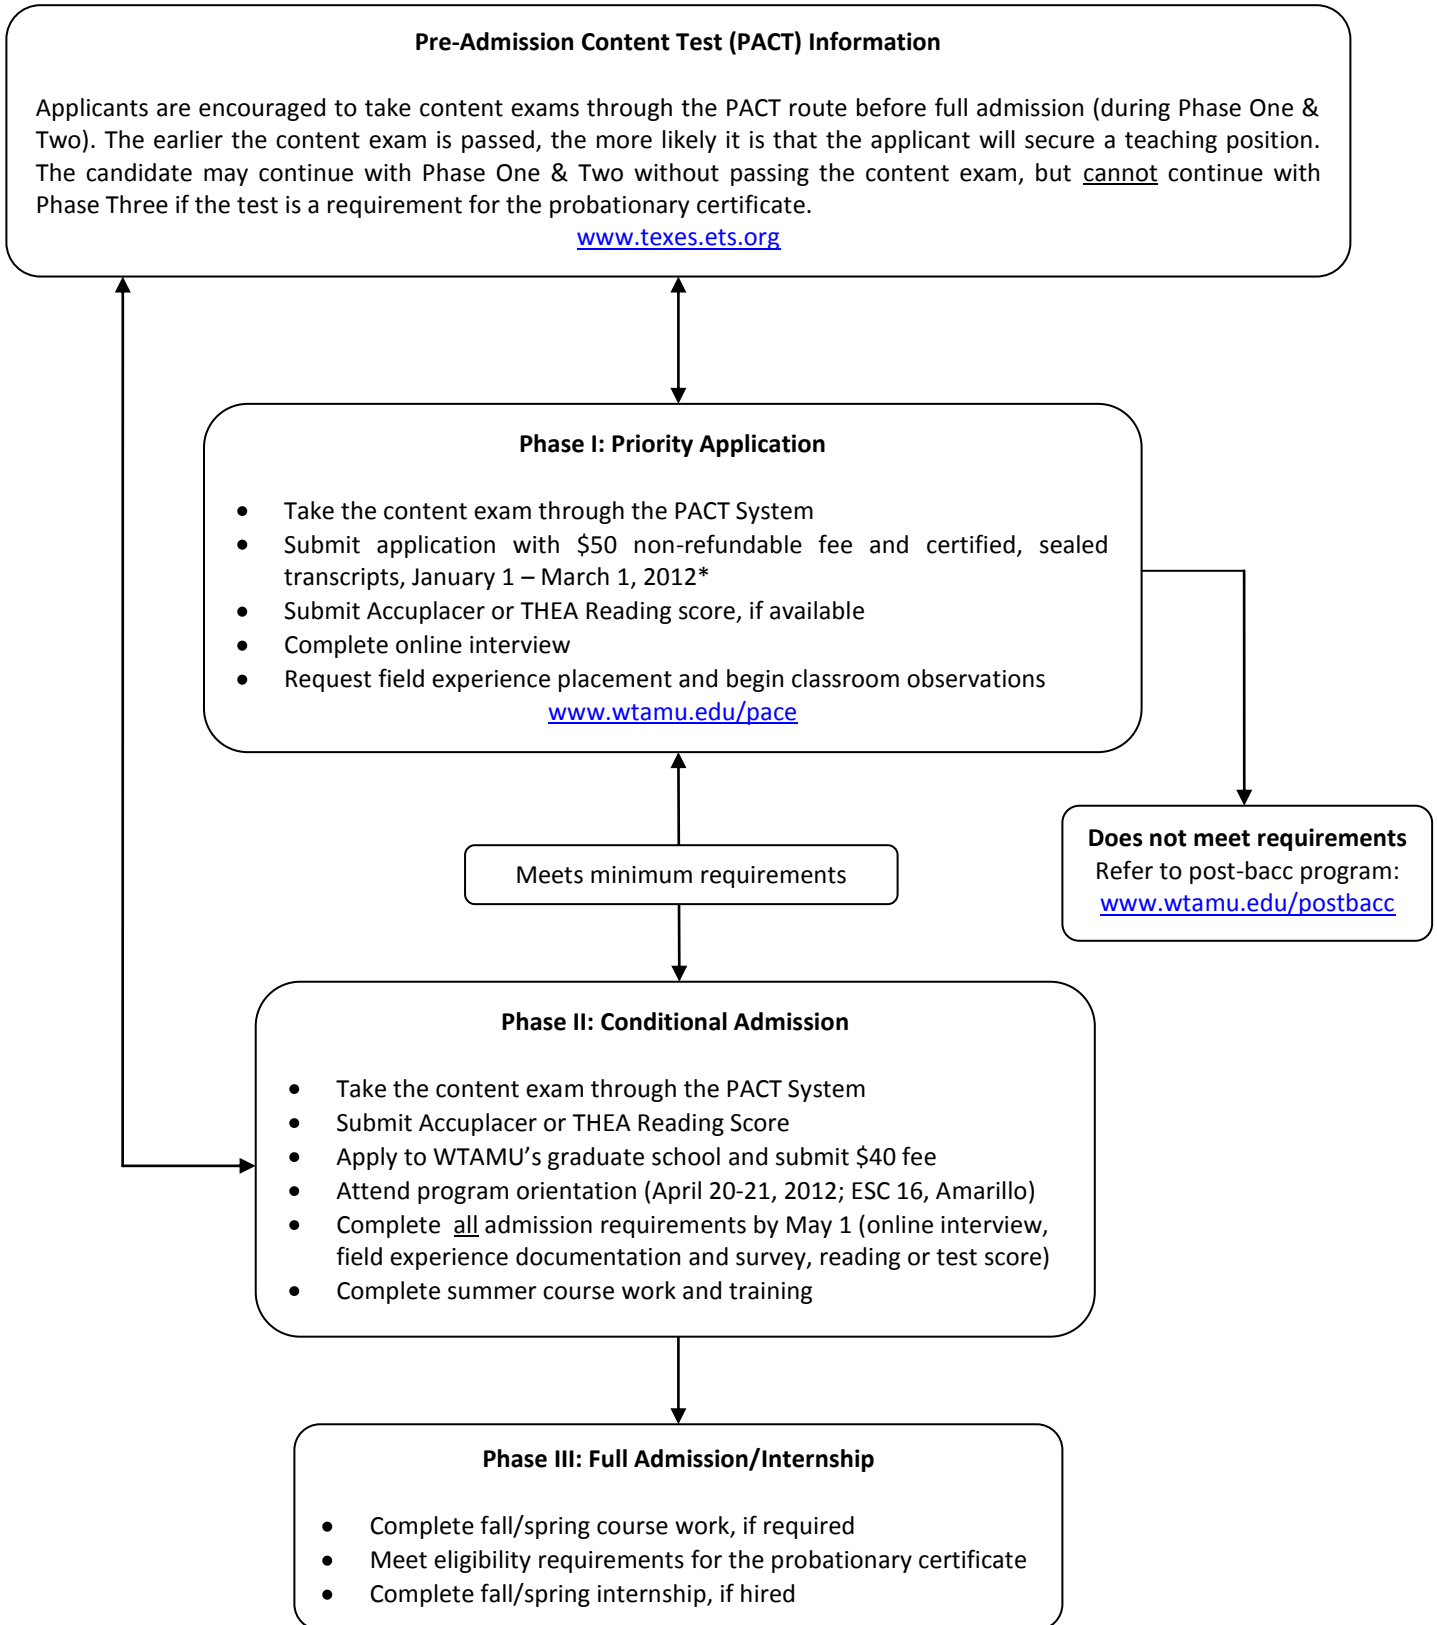 Pre-Admission Content Test (PACT) Information
Applicants are encouraged to take content exams through the PACT route before full admission (during Phase One &
Two). The earlier the content exam is passed, the more likely it is that the applicant will secure a teaching position.
The candidate may continue with Phase One & Two without passing the content exam, but cannot continue with
Phase Three if the test is a requirement for the probationary certificate.
www.texes.ets.org
Phase I: Priority Application
• Take the content exam through the PACT System
• Submit application with $50 non-refundable fee and certified, sealed
transcripts, January 1 – March 1, 2012*
• Submit Accuplacer or THEA Reading score, if available
• Complete online interview
• Request field experience placement and begin classroom observations
www.wtamu.edu/pace
Does not meet requirements
Refer to post-bacc program:
www.wtamu.edu/postbacc
Meets minimum requirements
Phase II: Conditional Admission
• Take the content exam through the PACT System
• Submit Accuplacer or THEA Reading Score
• Apply to WTAMU’s graduate school and submit $40 fee
• Attend program orientation (April 20-21, 2012; ESC 16, Amarillo)
• Complete all admission requirements by May 1 (online interview,
field experience documentation and survey, reading or test score)
• Complete summer course work and training
Phase III: Full Admission/Internship
• Complete fall/spring course work, if required
• Meet eligibility requirements for the probationary certificate
• Complete fall/spring internship, if hired